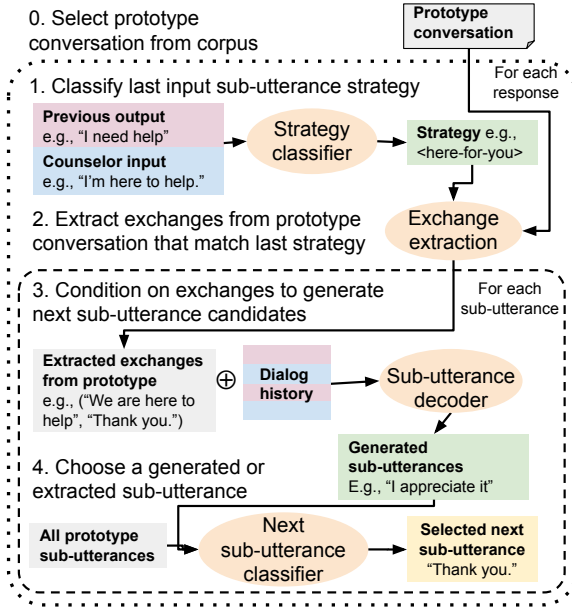 0. Select prototype
conversation from corpus
Prototype
conversation
For each
response
1. Classify last input sub-utterance strategy
Previous output
e.g., “I need help”
Counselor input
e.g., “I’m here to help.”
Strategy
classifier
Strategy e.g.,
<here-for-you>
2. Extract exchanges from prototype
conversation that match last strategy
Exchange
extraction
3. Condition on exchanges to generate
next sub-utterance candidates
For each
sub-utterance
Extracted exchanges
from prototype
e.g., (“We are here to
help”, “Thank you.”)
⊕
Dialog
history
Sub-utterance
decoder
Generated
sub-utterances
E.g., “I appreciate it”
4. Choose a generated or
extracted sub-utterance
All prototype
sub-utterances
Next
sub-utterance
classifier
Selected next
sub-utterance
“Thank you.”